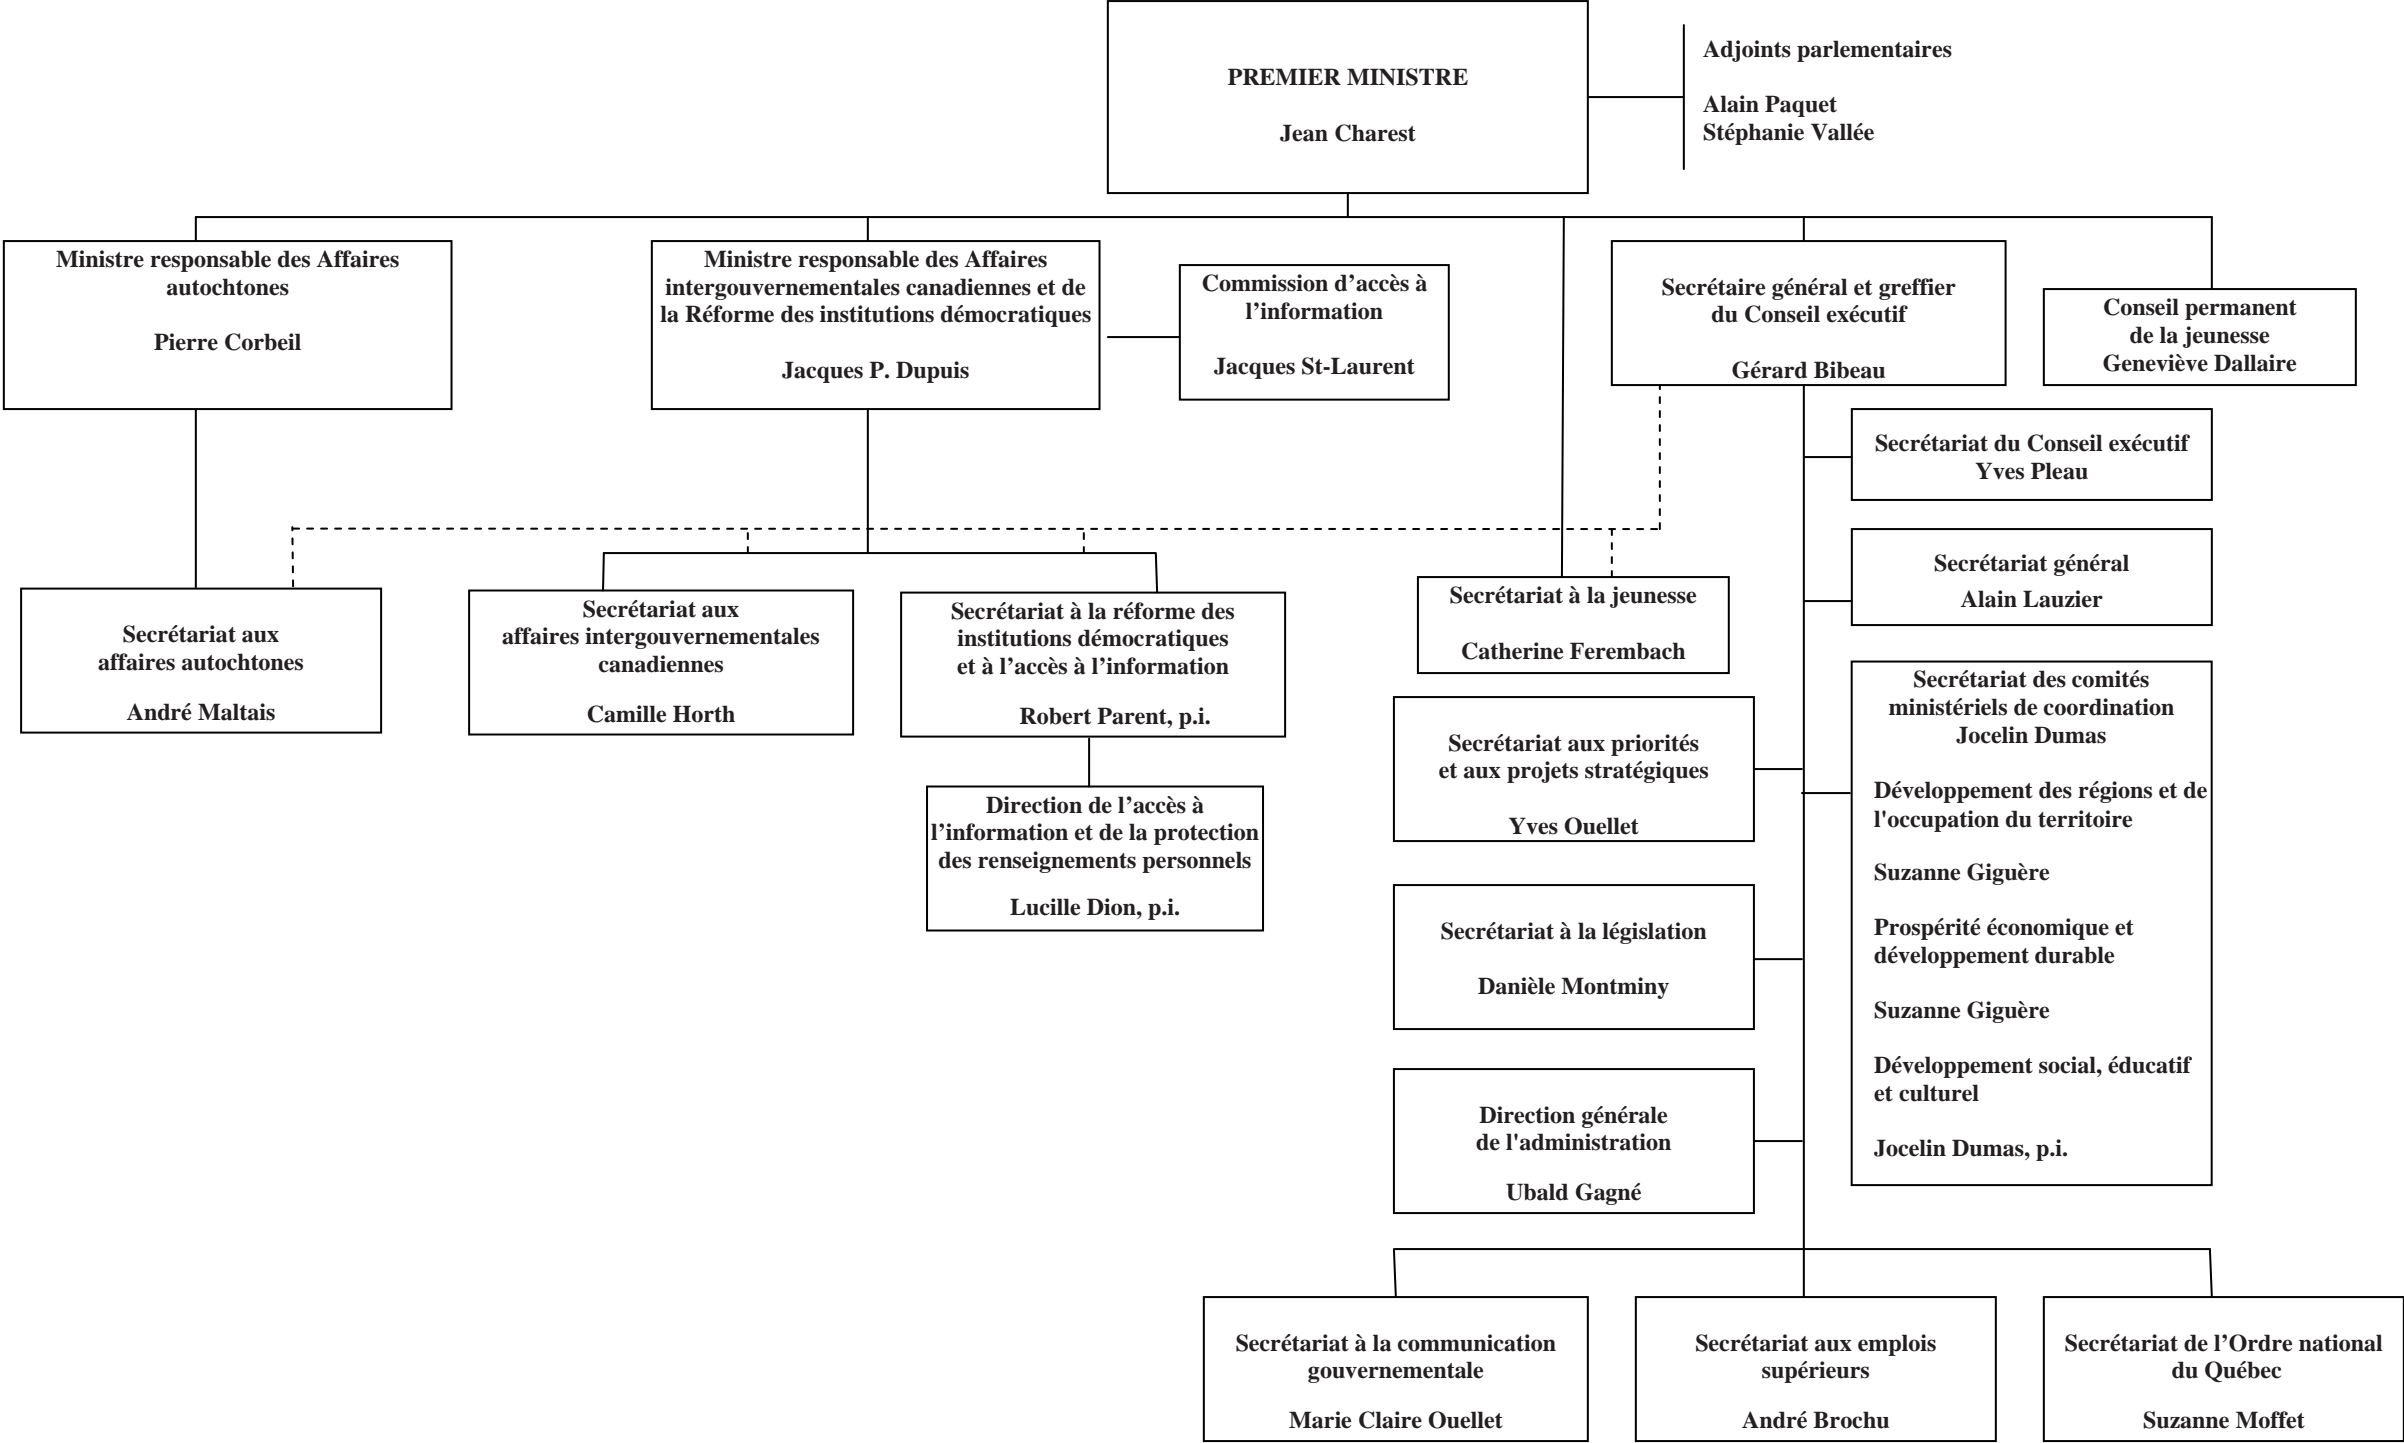 PREMIER MINISTRE
Jean Charest
Adjoints parlementaires
Alain Paquet
Stéphanie Vallée
Ministre responsable des Affaires
autochtones
Pierre Corbeil
Ministre responsable des Affaires
intergouvernementales canadiennes et de
la Réforme des institutions démocratiques
Jacques P. Dupuis
Commission d’accès à
l’information
Jacques St-Laurent
Secrétaire général et greffier
du Conseil exécutif
Gérard Bibeau
Conseil permanent
de la jeunesse
Geneviève Dallaire
Secrétariat du Conseil exécutif
Yves Pleau
Secrétariat général
Alain Lauzier
Secrétariat aux
affaires autochtones
André Maltais
Secrétariat aux
affaires intergouvernementales
canadiennes
Camille Horth
Secrétariat à la réforme des
institutions démocratiques
et à l’accès à l’information
Robert Parent, p.i.
Direction de l’accès à
l’information et de la protection
des renseignements personnels
Lucille Dion, p.i.
Secrétariat à la jeunesse
Catherine Ferembach
Secrétariat aux priorités
et aux projets stratégiques
Yves Ouellet
Secrétariat à la législation
Danièle Montminy
Direction générale
de l'administration
Ubald Gagné
Secrétariat des comités
ministériels de coordination
Jocelin Dumas
Développement des régions et de
l'occupation du territoire
Suzanne Giguère
Prospérité économique et
développement durable
Suzanne Giguère
Développement social, éducatif
et culturel
Jocelin Dumas, p.i.
Secrétariat à la communication
gouvernementale
Marie Claire Ouellet
Secrétariat aux emplois
supérieurs
André Brochu
Secrétariat de l’Ordre national
du Québec
Suzanne Moffet